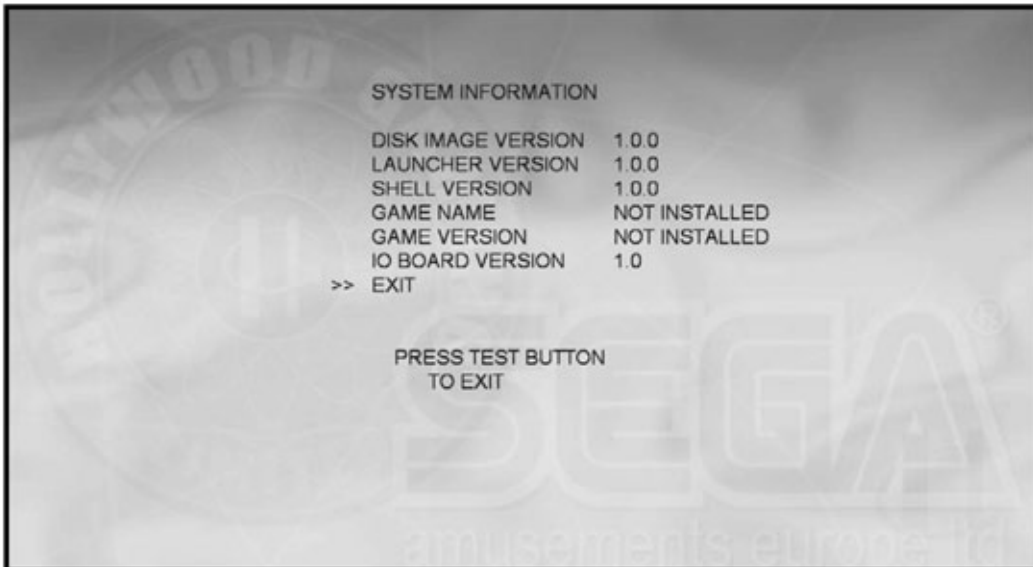 SYSTEM INFORMATION
DISK IMAGE VERSION 1.0.0
LAUNCHER VERSION 1.0.0
SHELL VERSION 1.0.0
GAME NAME NOT INSTALLED
GAME VERSION NOT INSTALLED
IO BOARD VERSION 1.0
>> EXIT
PRESS TEST BUTTON
TO EXIT
HOLLYWOOD
SEGA®
amusements europe ltd